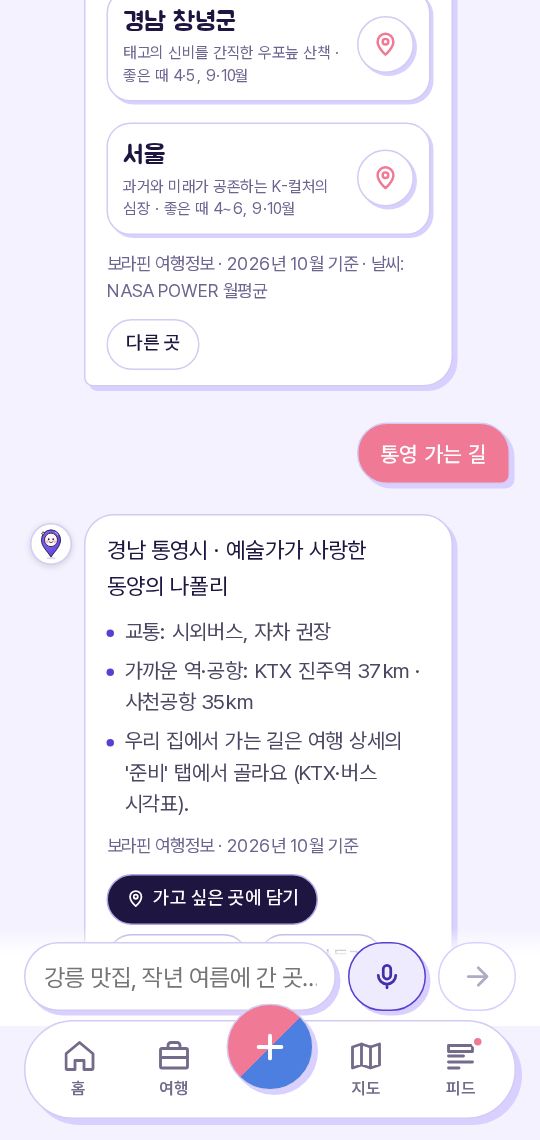 경남 창녕군
태고의 신비를 간직한 우포늪 산책 ·
좋은 때 4·5, 9·10월
서울
과거와 미래가 공존하는 K-컬처의
심장 · 좋은 때 4~6, 9·10월
보라핀 여행정보 · 2026년 10월 기준 · 날씨:
NASA POWER 월평균
다른 곳
통영 가는 길
경남 통영시 · 예술가가 사랑한
동양의 나폴리
교통: 시외버스, 자차 권장
가까운 역·공항: KTX 진주역 37km ·
사천공항 35km
우리 집에서 가는 길은 여행 상세의
'준비' 탭에서 골라요 (KTX·버스
시각표).
보라핀 여행정보 · 2026년 10월 기준
가고 싶은 곳에 담기
강릉 맛집, 작년 여름에 간 곳...
홈
여행
지도
피드